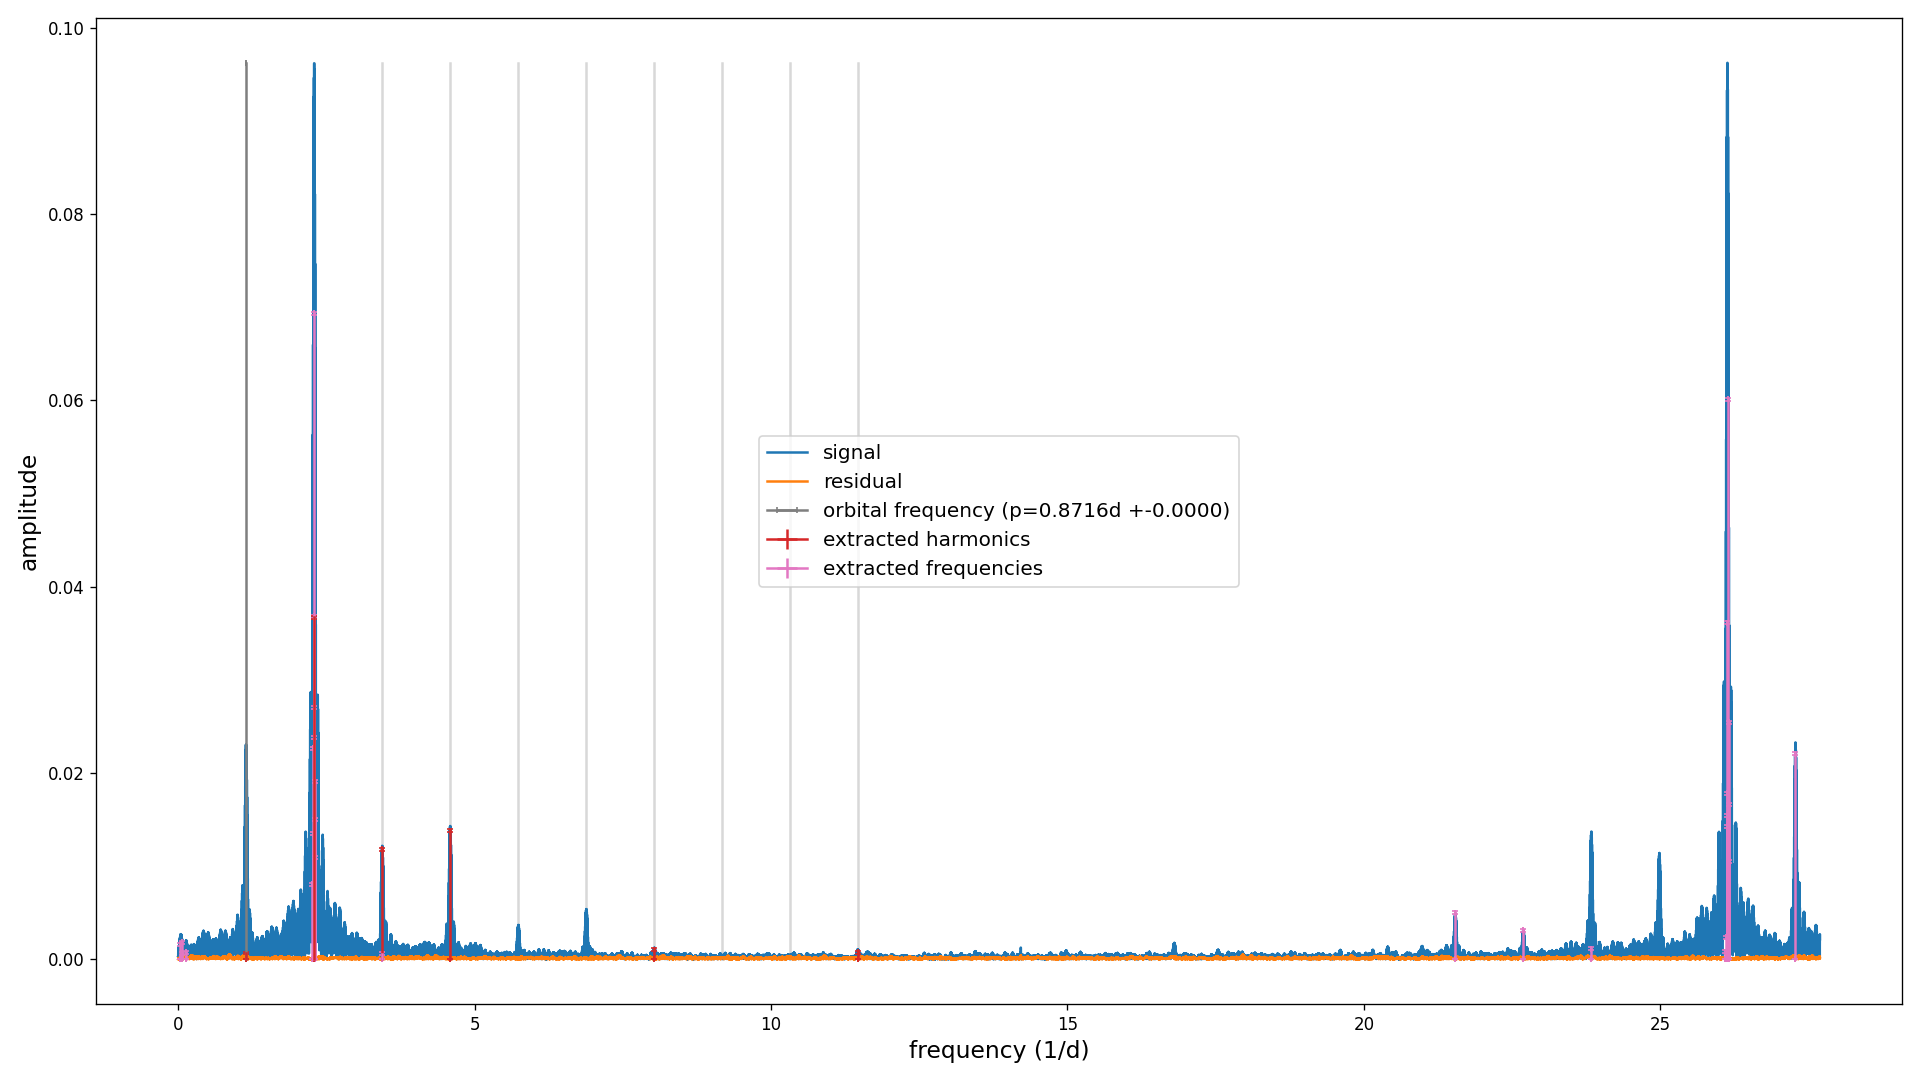 0.10
0.08
0.06
0.04
0.02
0.00
amplitude
signal
residual
orbital frequency (p=0.8716d +-0.0000)
extracted harmonics
extracted frequencies
0 5 10 15 20 25
frequency (1/d)